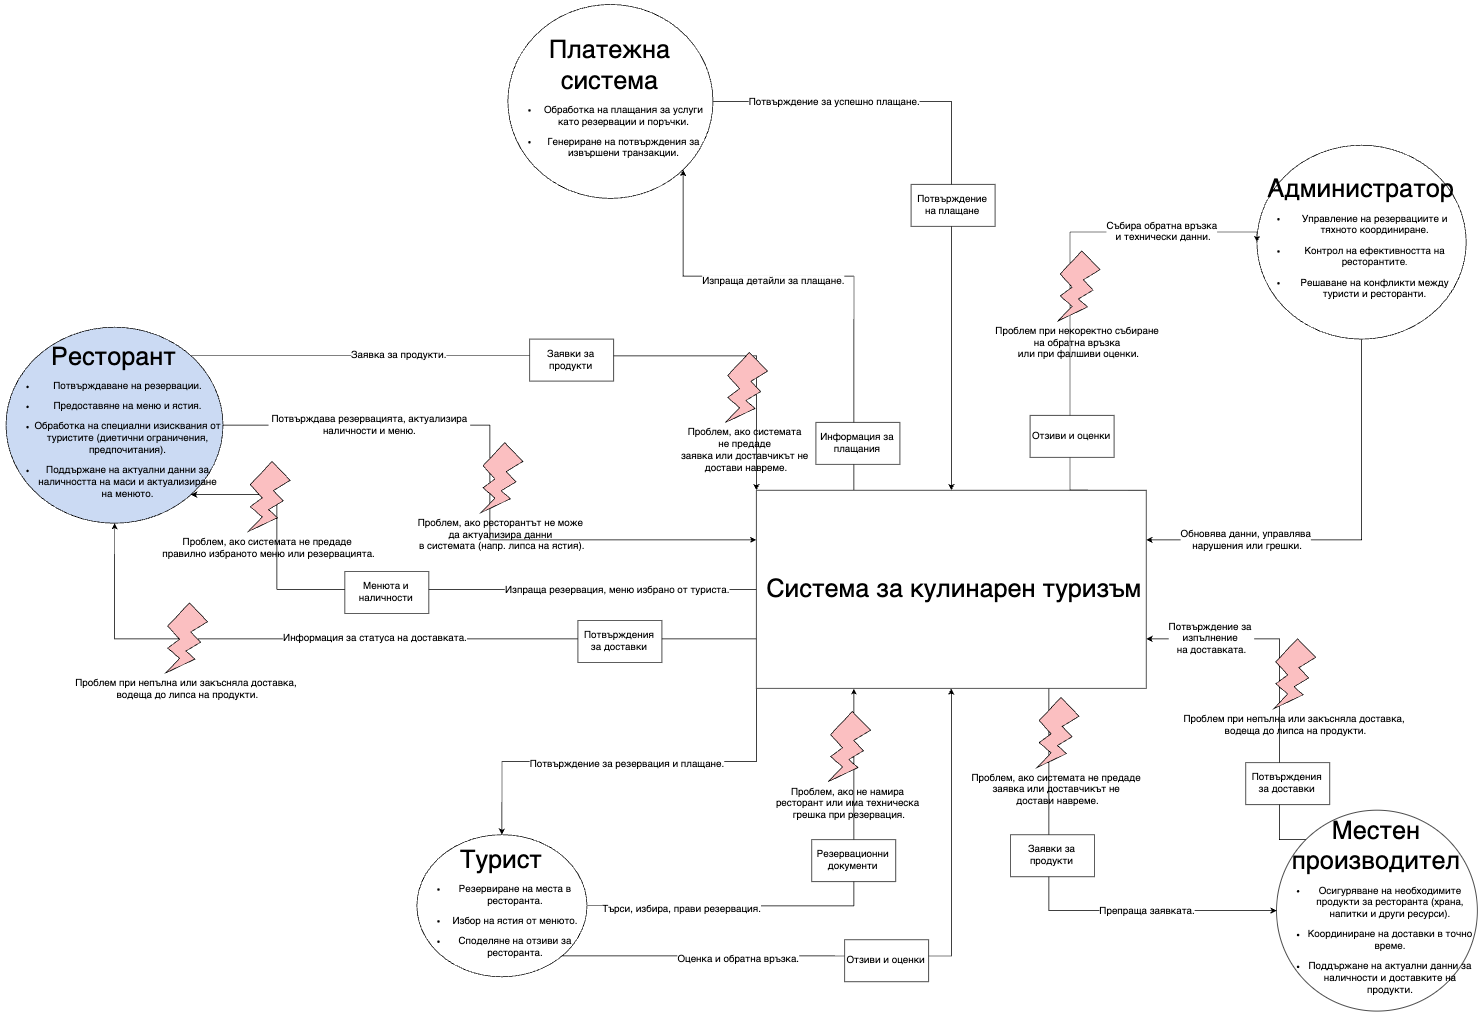 Платежна
система
• Обработка на плащания за услуги
като резервации и поръчки.
• Генериране на потвърждения за
извършени транзакции.
Потвърждение за успешно плащане.
Потвърждение
на плащане
Администратор
• Управление на резервациите и
тяхното координиране.
• Контрол на ефективността на
ресторантите.
• Решаване на конфликти между
туристи и ресторанти.
Събира обратна връзка
и технически данни.
Изпраща детайли за плащане.
Проблем при некоректно събиране
на обратна връзка
или при фалшиви оценки.
Ресторант
• Потвърждаване на резервации.
• Предоставяне на меню и ястия.
• Обработка на специални изисквания от
туристите (диетични ограничения,
предпочитания).
• Поддържане на актуални данни за
наличността на маси и актуализиране
на менюто.
Заявка за продукти.
Заявки за
продукти
Потвърждава резервацията, актуализира
наличности и меню.
Проблем, ако системата
не предаде
заявка или доставчикът не
достави навреме.
Информация за
плащания
Отзиви и оценки
Проблем, ако ресторантът не може
да актуализира данни
в системата (напр. липса на ястия).
Проблем, ако системата не предаде
правилно избраното меню или резервацията.
Обновява данни, управлява
нарушения или грешки.
Менюта и
наличности
Изпраща резервация, меню избрано от туриста.
Система за кулинарен туризъм
Информация за статуса на доставката.
Потвърждения
за доставки
Потвърждение за
изпълнение
на доставката.
Проблем при непълна или закъсняла доставка,
водеща до липса на продукти.
Проблем при непълна или закъсняла доставка,
водеща до липса на продукти.
Потвърждение за резервация и плащане.
Проблем, ако не намира
ресторант или има техническа
грешка при резервация.
Проблем, ако системата не предаде
заявка или доставчикът не
достави навреме.
Потвърждения
за доставки
Резервационни
документи
Заявки за
продукти
Турист
• Резервиране на места в
ресторанта.
• Избор на ястия от менюто.
• Споделяне на отзиви за
ресторанта.
Търси, избира, прави резервация.
Оценка и обратна връзка.
Отзиви и оценки
Препраща заявката.
Местен
производител
• Осигуряване на необходимите
продукти за ресторанта (храна,
напитки и други ресурси).
• Координиране на доставки в точно
време.
• Поддържане на актуални данни за
наличности и доставките на
продукти.